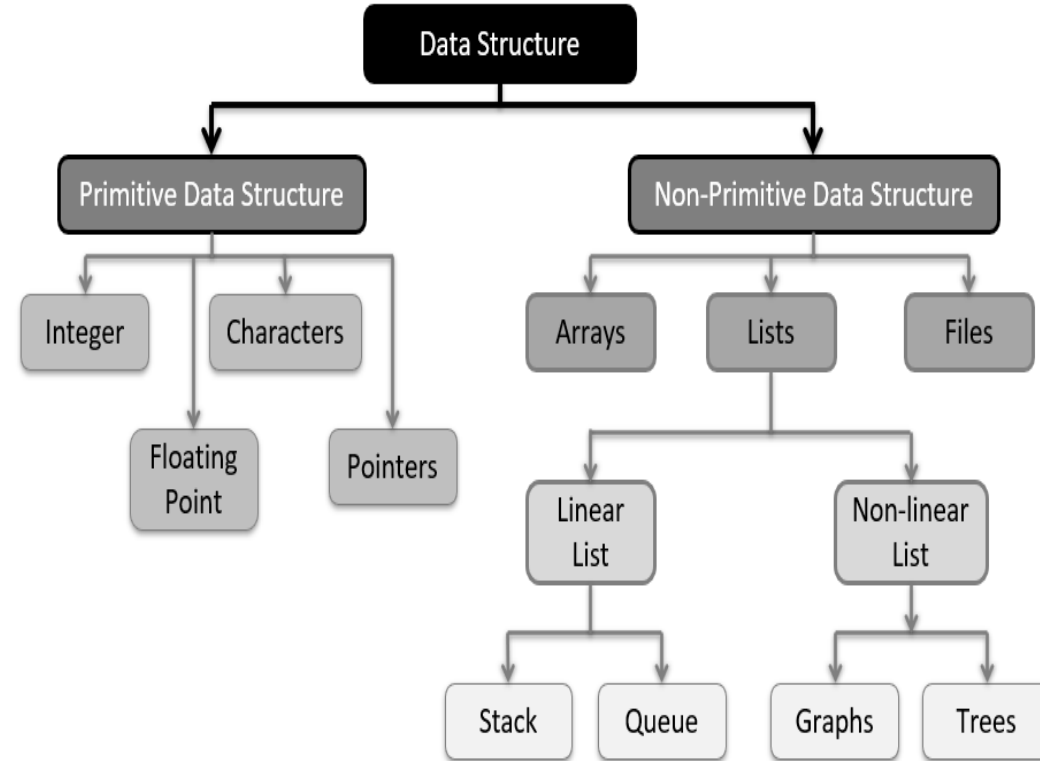 Data Structure
Primitive Data Structure
Non-Primitive Data Structure
Integer
Characters
Arrays
Lists
Files
Floating
Point
Pointers
Linear
List
Non-linear
List
Stack
Queue
Graphs
Trees